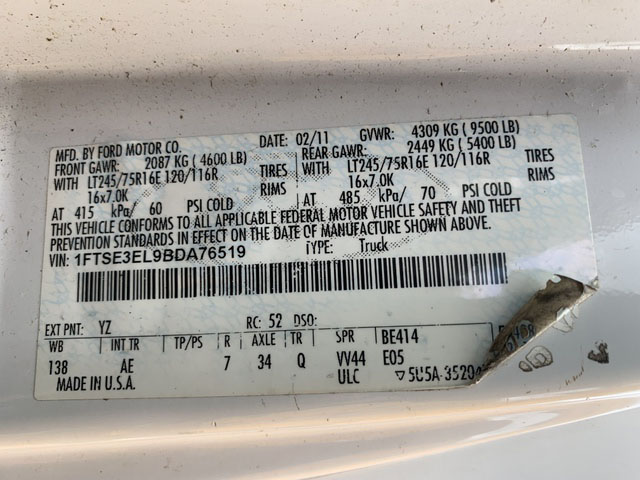 MFD. BY FORD MOTOR CO. DATE: 02/11 GVWR: 4309 KG ( 9500 LB)
FRONT GAWR: 2087 KG ( 4600 LB) REAR GAWR: 2449 KG ( 5400 LB)
WITH LT245/75R16E 120/116R TIRES WITH LT245/75R16E 120/116R TIRES
16x7.0K RIMS 16x7.0K RIMS
AT 415 kPa/ 60 PSI COLD AT 485 kPa/ 70 PSI COLD
THIS VEHICLE CONFORMS TO ALL APPLICABLE FEDERAL MOTOR VEHICLE SAFETY AND THEFT
PREVENTION STANDARDS IN EFFECT ON THE DATE OF MANUFACTURE SHOWN ABOVE.
VIN: 1FTSE3EL9BDA76519 TYPE: Truck
EXT PNT: YZ RC: 52 DSO:
WB INT TR TP/PS R AXLE TR SPR BE414
138 AE 7 34 Q VV44 E05
MADE IN U.S.A. ULC ▽5U5A-3520